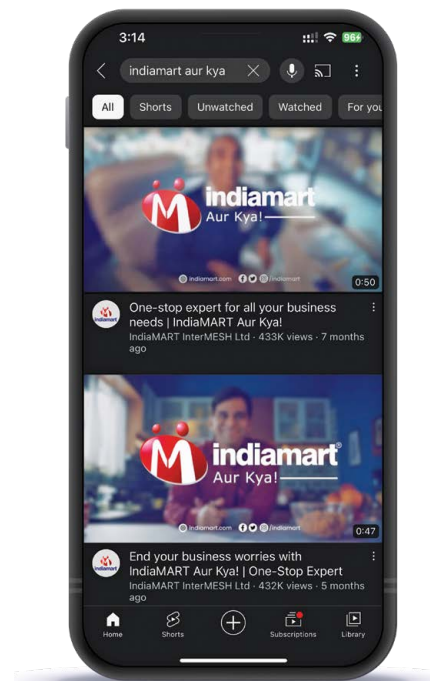 3:14
96
indiamart aur kya
All
Shorts
Unwatched
Watched
For you
indiamart
Aur Kya!
indiamart.com
/indiamart
0:50
indiamart
One-stop expert for all your business
needs | IndiaMART Aur Kya!
IndiaMART InterMESH Ltd · 433K views · 7 months
ago
indiamart®
Aur Kya!
indiamart.com
/indiamart
0:47
indiamart
End your business worries with
IndiaMART Aur Kya! | One-Stop Expert
IndiaMART InterMESH Ltd · 432K views · 5 months
ago
Home
Shorts
Subscriptions
Library